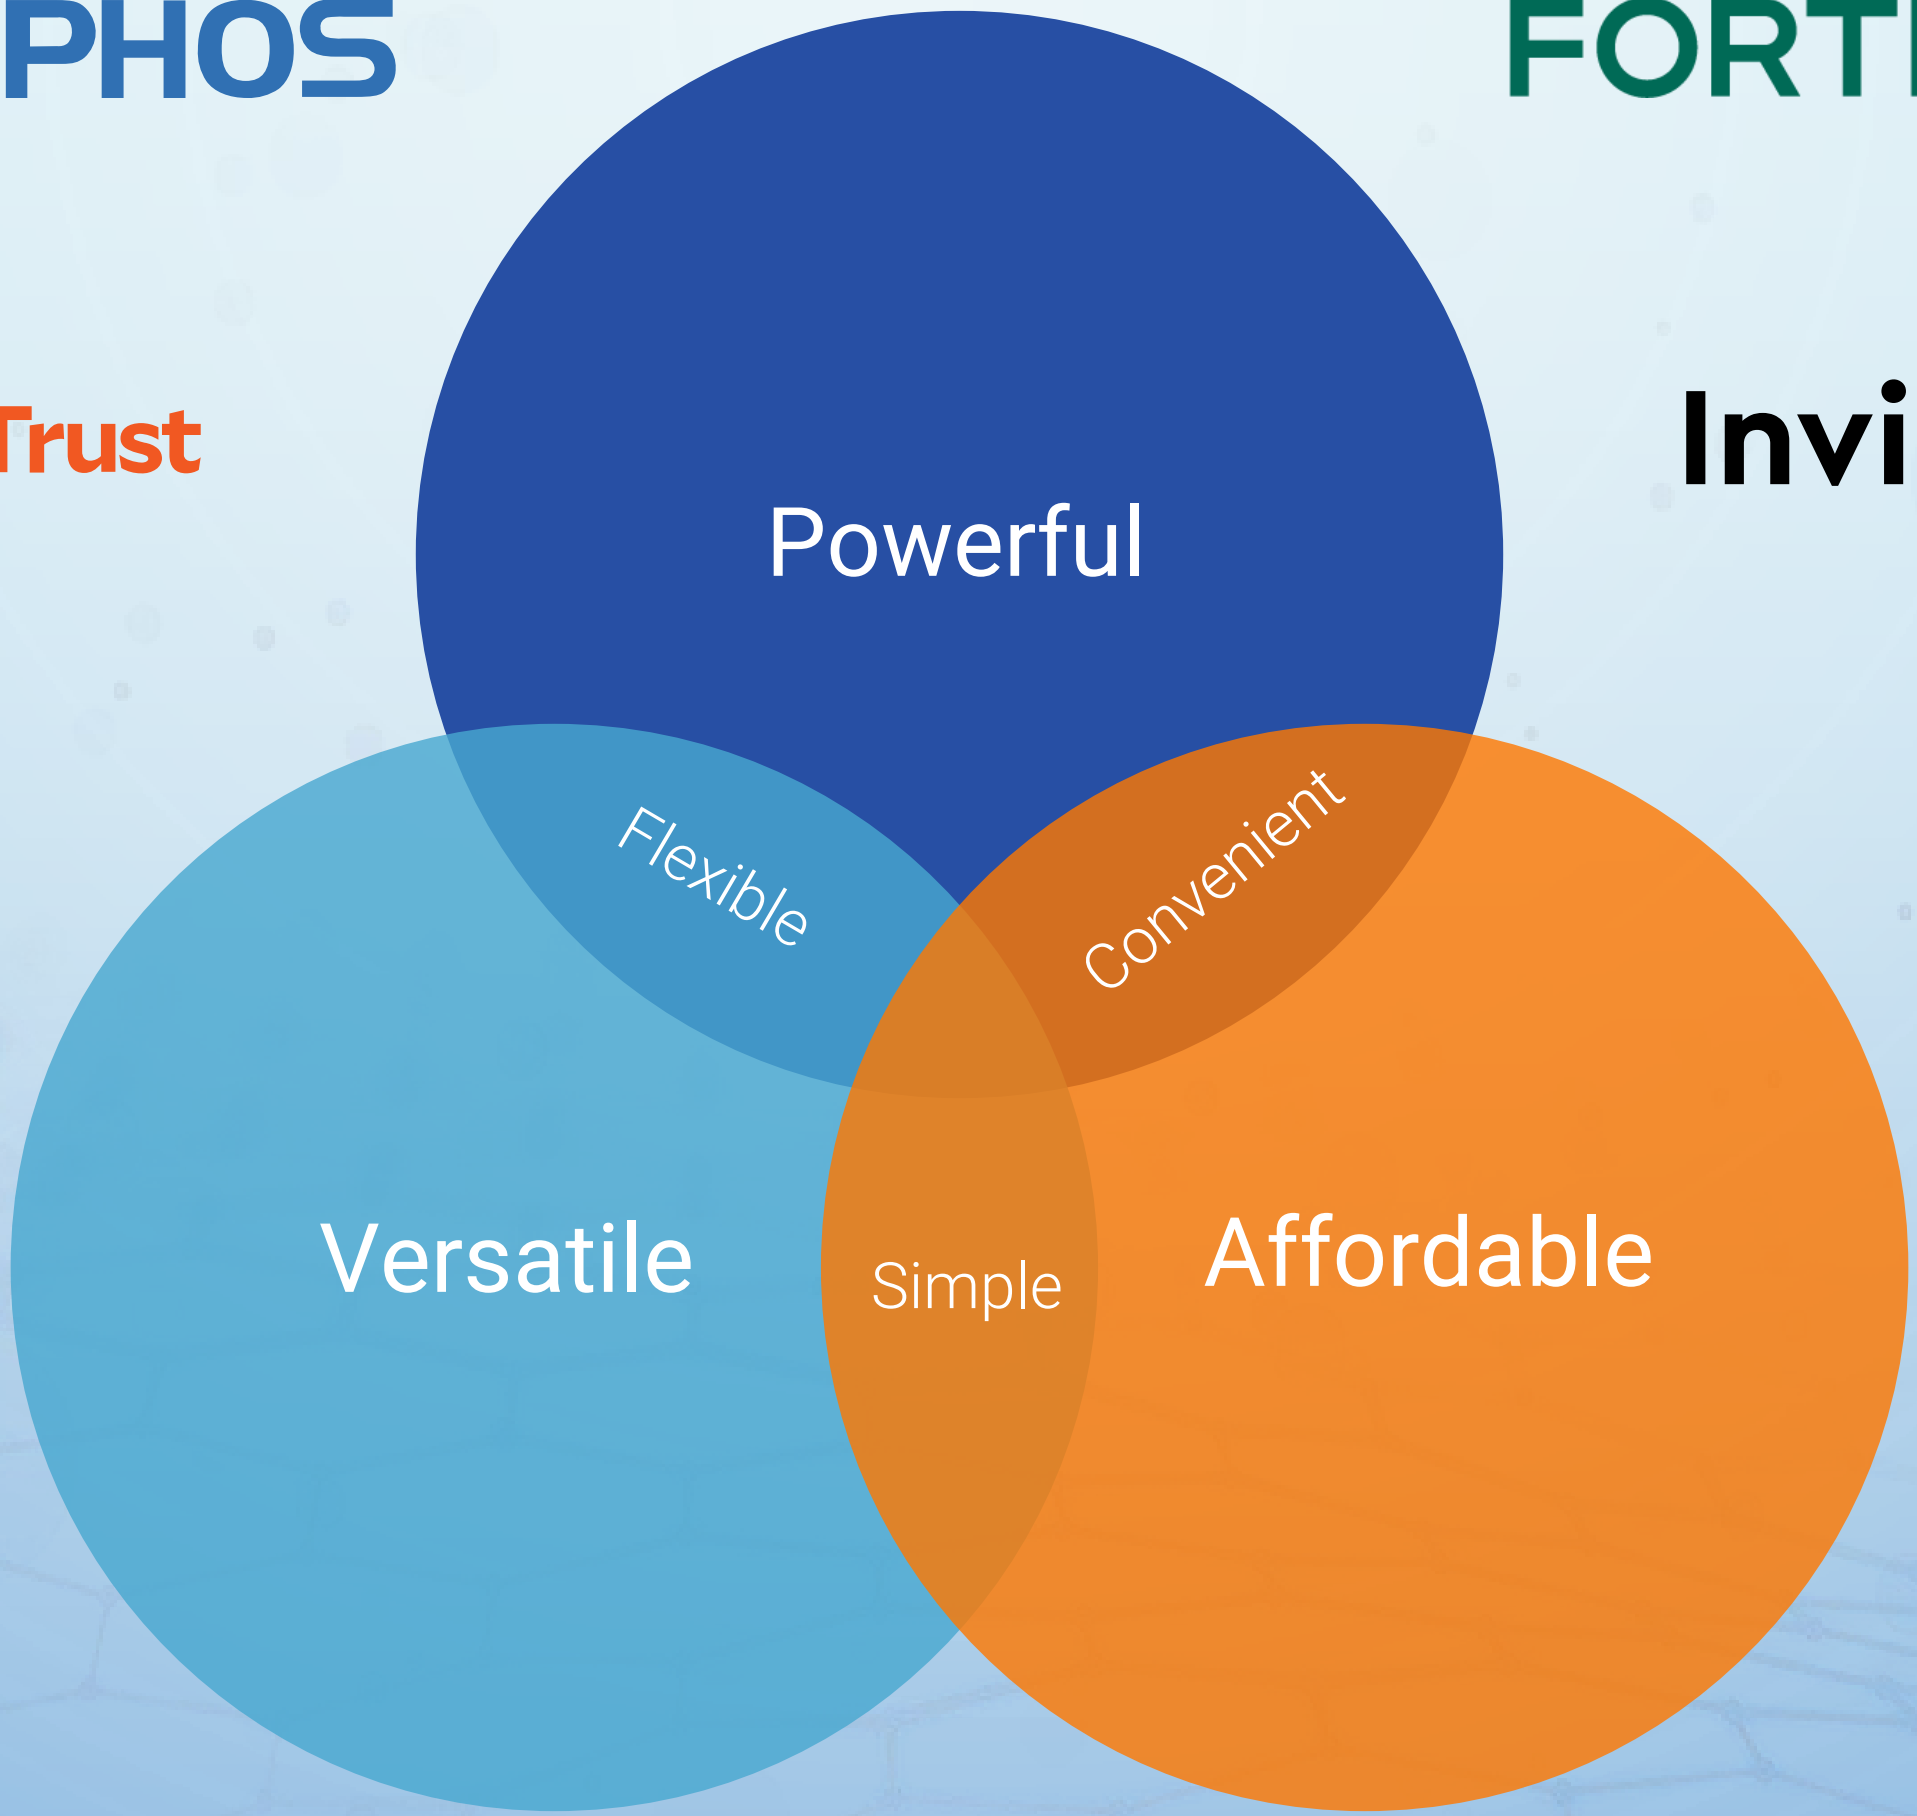 PHOS
FORT
Trust
Invi
Powerful
Flexible
Convenient
Versatile
Affordable
Simple